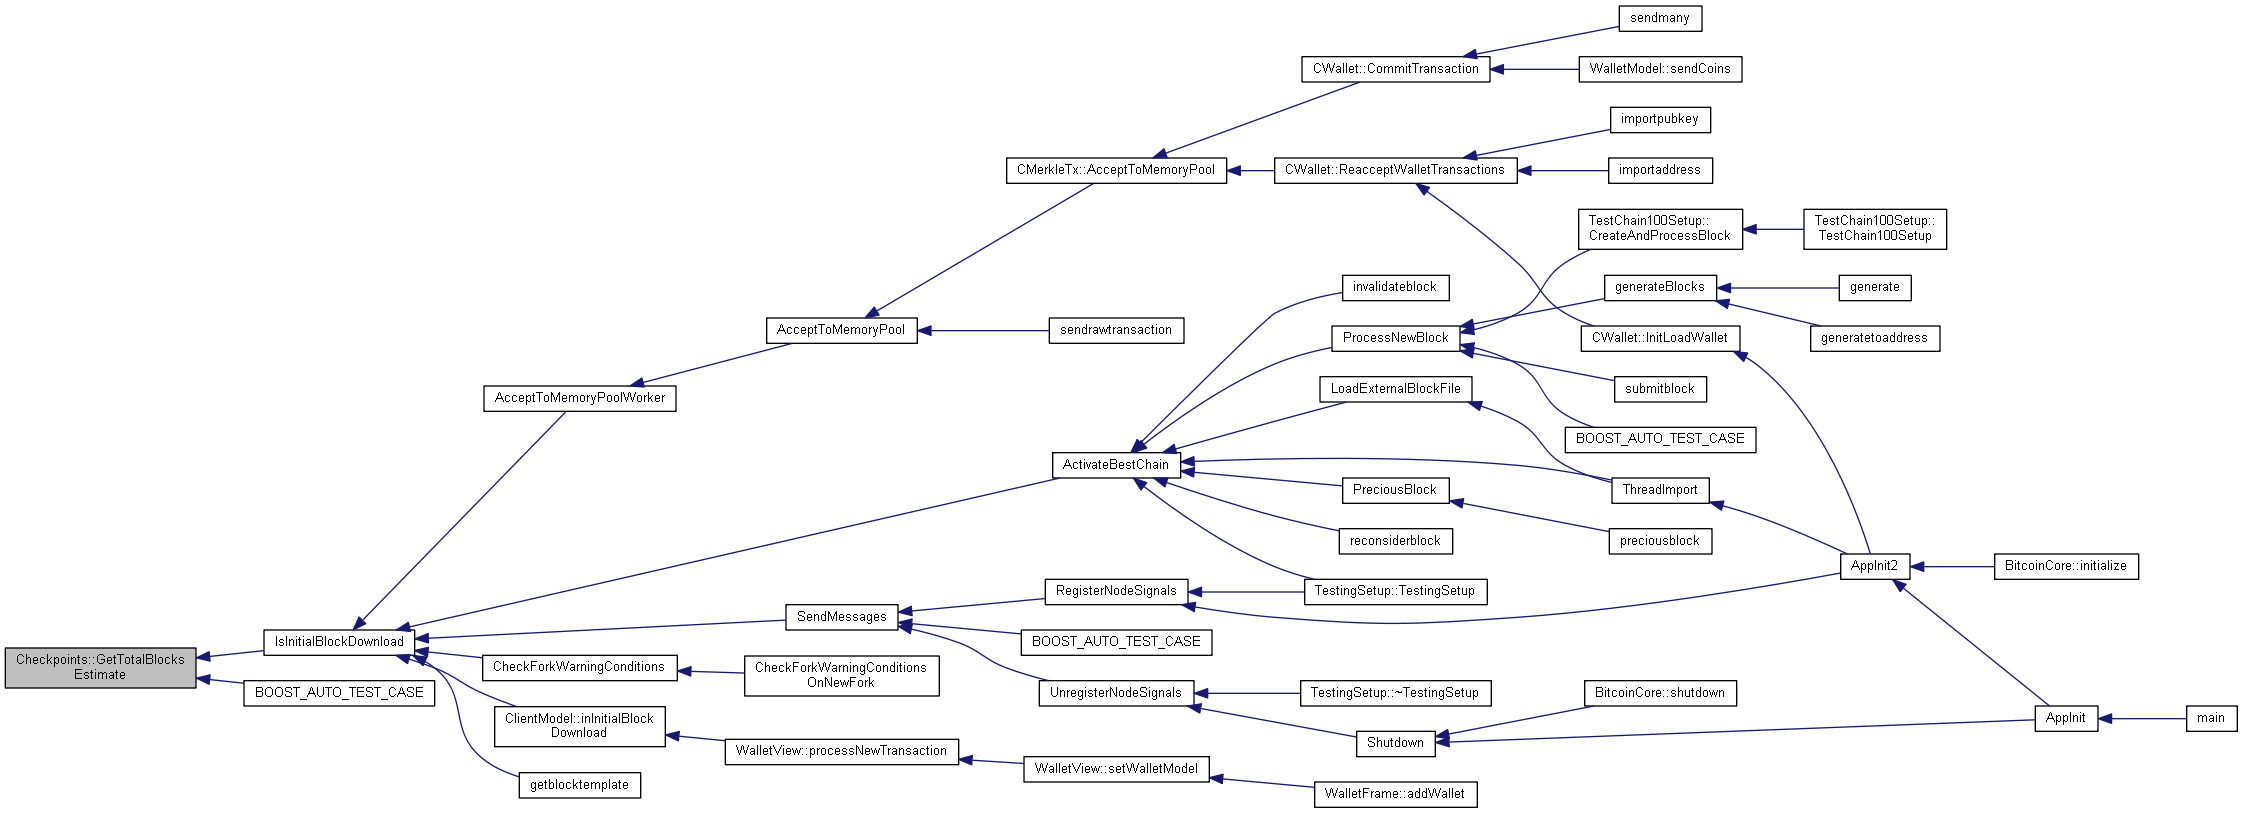 sendmany
CWallet::CommitTransaction
WalletModel::sendCoins
importpubkey
CMerkleTx::AcceptToMemoryPool
CWallet::ReacceptWalletTransactions
importaddress
TestChain100Setup::
CreateAndProcessBlock
TestChain100Setup::
TestChain100Setup
invalidateblock
generateBlocks
generate
AcceptToMemoryPool
sendrawtransaction
ProcessNewBlock
CWallet::InitLoadWallet
generatetoaddress
LoadExternalBlockFile
submitblock
AcceptToMemoryPoolWorker
BOOST_AUTO_TEST_CASE
ActivateBestChain
PreciousBlock
ThreadImport
reconsiderblock
preciousblock
AppInit2
BitcoinCore::initialize
RegisterNodeSignals
TestingSetup::TestingSetup
SendMessages
IsInitialBlockDownload
BOOST_AUTO_TEST_CASE
Checkpoints::GetTotalBlocks
Estimate
CheckForkWarningConditions
CheckForkWarningConditions
OnNewFork
BOOST_AUTO_TEST_CASE
UnregisterNodeSignals
TestingSetup::~TestingSetup
BitcoinCore::shutdown
ClientModel::inInitialBlock
Download
AppInit
main
WalletView::processNewTransaction
Shutdown
WalletView::setWalletModel
getblocktemplate
WalletFrame::addWallet